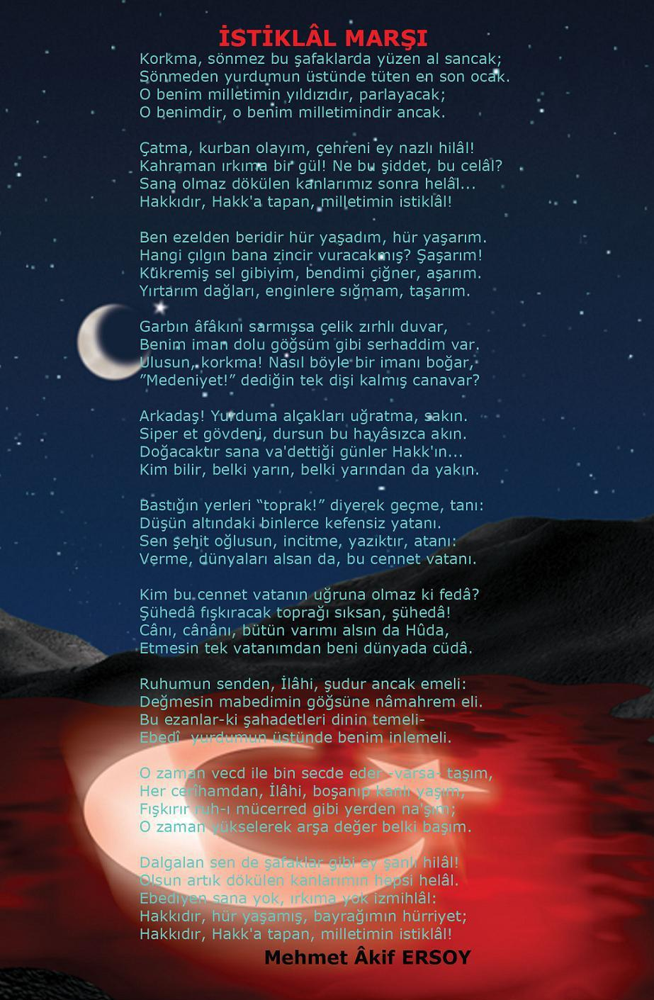 İSTİKLÂL MARŞI
Korkma, sönmez bu şafaklarda yüzen al sancak;
Sönmeden yurdumun üstünde tüten en son ocak.
O benim milletimin yıldızıdır, parlayacak;
O benimdir, o benim milletimindir ancak.
Çatma, kurban olayım, çehreni ey nazlı hilâl!
Kahraman ırkıma bir gül! Ne bu şiddet, bu celâl?
Sana olmaz dökülen kanlarımız sonra helâl...
Hakkıdır, Hakk'a tapan, milletimin istiklâl!
Ben ezelden beridir hür yaşadım, hür yaşarım.
Hangi çılgın bana zincir vuracakmış? Şaşarım!
Kükremiş sel gibiyim, bendimi çiğner, aşarım.
Yırtarım dağları, enginlere sığmam, taşarım.
Garbın âfâkını sarmışsa çelik zırhlı duvar,
Benim iman dolu göğsüm gibi serhaddim var.
Ulusun, korkma! Nasıl böyle bir imanı boğar,
”Medeniyet!” dediğin tek dişi kalmış canavar?
Arkadaş! Yurduma alçakları uğratma, sakın.
Siper et gövdeni, dursun bu hayâsızca akın.
Doğacaktır sana va'dettiği günler Hakk'ın...
Kim bilir, belki yarın, belki yarından da yakın.
Bastığın yerleri “toprak!” diyerek geçme, tanı:
Düşün altındaki binlerce kefensiz yatanı.
Sen şehit oğlusun, incitme, yazıktır, atanı:
Verme, dünyaları alsan da, bu cennet vatanı.
Kim bu cennet vatanın uğruna olmaz ki fedâ?
Şühedâ fışkıracak toprağı sıksan, şühedâ!
Cânı, cânânı, bütün varımı alsın da Hûda,
Etmesin tek vatanımdan beni dünyada cüdâ.
Ruhumun senden, İlâhi, şudur ancak emeli:
Değmesin mabedimin göğsüne nâmahrem eli.
Bu ezanlar-ki şahadetleri dinin temeli-
Ebedî yurdumun üstünde benim inlemeli.
O zaman vecd ile bin secde eder -varsa- taşım,
Her cerîhamdan, İlâhi, boşanıp kanlı yaşım,
Fışkırır ruh-ı mücerred gibi yerden na'şım;
O zaman yükselerek arşa değer belki başım.
Dalgalan sen de şafaklar gibi ey şanlı hilâl!
Olsun artık dökülen kanlarımın hepsi helâl.
Ebediyen sana yok, ırkıma yok izmihlâl:
Hakkıdır, hür yaşamış, bayrağımın hürriyet;
Hakkıdır, Hakk'a tapan, milletimin istiklâl!
Mehmet Âkif ERSOY